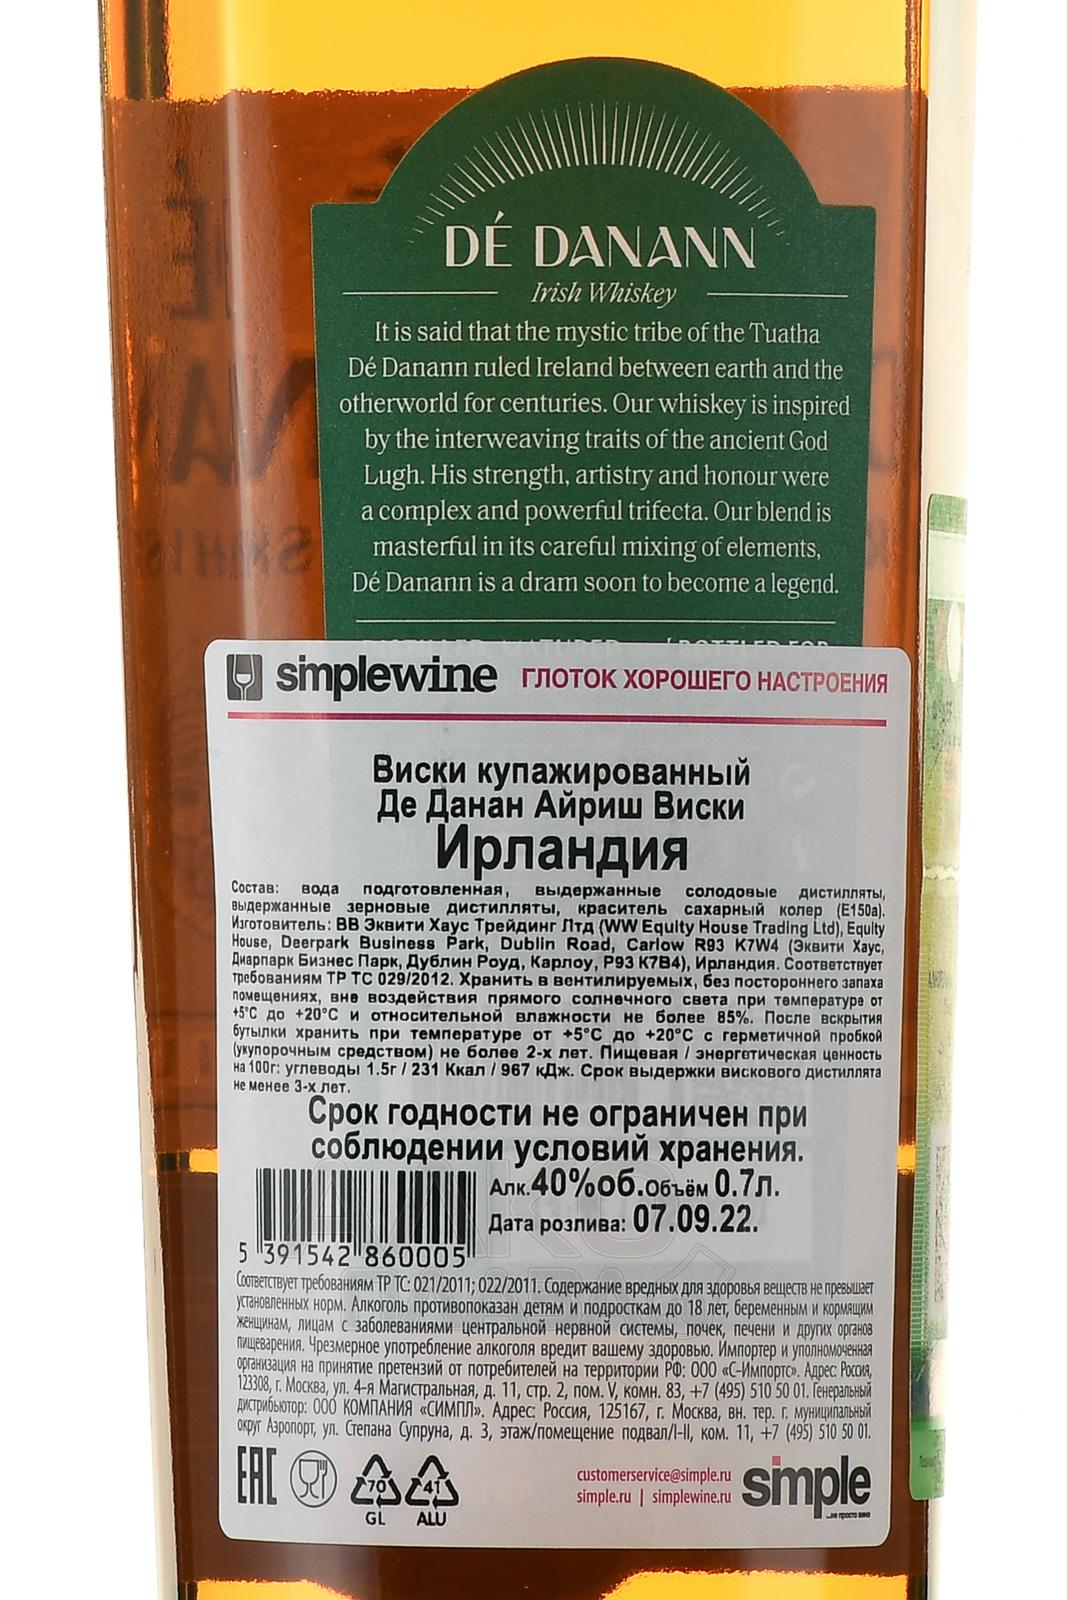 DÉ DANANN
Irish Whiskey
It is said that the mystic tribe of the Tuatha
Dé Danann ruled Ireland between earth and the
otherworld for centuries. Our whiskey is inspired
by the interweaving traits of the ancient God
Lugh. His strength, artistry and honour were
a complex and powerful trifecta. Our blend is
masterful in its careful mixing of elements,
Dé Danann is a dram soon to become a legend.
simplewine ГЛОТОК ХОРОШЕГО НАСТРОЕНИЯ
Виски купажированный
Де Данан Айриш Виски
Ирландия
Состав: вода подготовленная, выдержанные солодовые дистилляты,
выдержанные зерновые дистилляты, краситель сахарный колер (Е150а).
Изготовитель: ВВ Эквити Хаус Трейдинг Лтд (WW Equity House Trading Ltd), Equity
House, Deerpark Business Park, Dublin Road, Carlow R93 K7W4 (Эквити Хаус,
Диарпарк Бизнес Парк, Дублин Роуд, Карлоу, Р93 К7В4), Ирландия. Соответствует
требованиям ТР ТС 029/2012. Хранить в вентилируемых, без постороннего запаха
помещениях, вне воздействия прямого солнечного света при температуре от
+5°C до +20°C и относительной влажности не более 85%. После вскрытия
бутылки хранить при температуре от +5°C до +20°C с герметичной пробкой
(укупорочным средством) не более 2-х лет. Пищевая / энергетическая ценность
на 100г: углеводы 1.5г / 231 Ккал / 967 кДж. Срок выдержки вискового дистиллята
не менее 3-х лет.
Срок годности не ограничен при
соблюдении условий хранения.
Алк.40%об.Объём 0.7л.
Дата розлива: 07.09.22.
5 391542 860005
Соответствует требованиям ТР ТС: 021/2011; 022/2011. Содержание вредных для здоровья веществ не превышает
установленных норм. Алкоголь противопоказан детям и подросткам до 18 лет, беременным и кормящим
женщинам, лицам с заболеваниями центральной нервной системы, почек, печени и других органов
пищеварения. Чрезмерное употребление алкоголя вредит вашему здоровью. Импортер и уполномоченная
организация на принятие претензий от потребителей на территории РФ: ООО «С-Импортс». Адрес: Россия,
123308, г. Москва, ул. 4-я Магистральная, д. 11, стр. 2, пом. V, комн. 83, +7 (495) 510 50 01. Генеральный
дистрибьютор: ООО КОМПАНИЯ «СИМПЛ». Адрес: Россия, 125167, г. Москва, вн. тер. г. муниципальный
округ Аэропорт, ул. Степана Супруна, д. 3, этаж/помещение подвал/I-II, ком. 11, +7 (495) 510 50 01.
EAC
70 41
GL ALU
customerservice@simple.ru
simple.ru | simplewine.ru
simple
...не просто вино